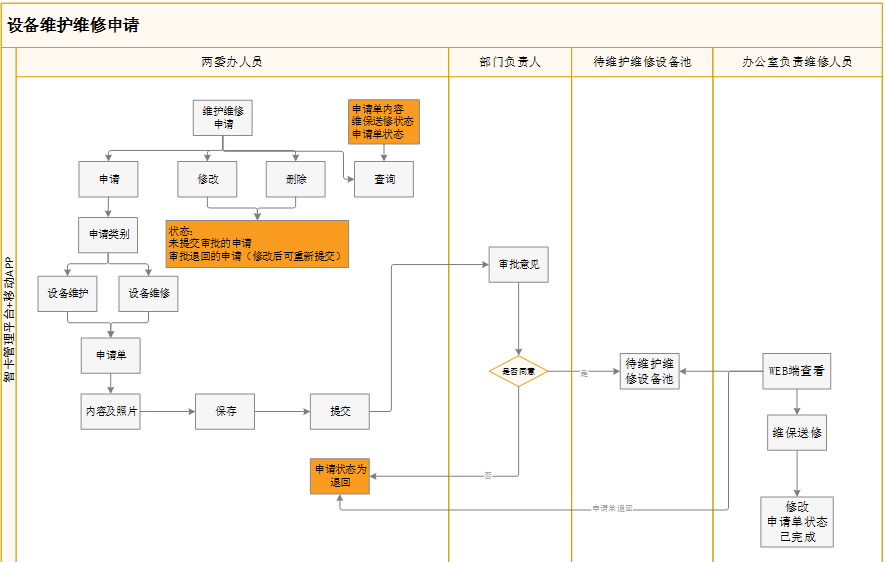 设备维护维修申请
两委办人员
部门负责人
待维护维修设备池
办公室负责维修人员
智卡管理平台+移动APP
维护维修
申请
申请单内容
维保送修状态
申请单状态
申请
修改
删除
查询
申请类别
状态：
未提交审批的申请
审批退回的申请（修改后可重新提交）
设备维护
设备维修
审批意见
申请单
是否同意
是
待维护维
修设备池
WEB端查看
内容及照片
保存
提交
维保送修
申请状态为
退回
否
申请单退回
修改
申请单状态
已完成